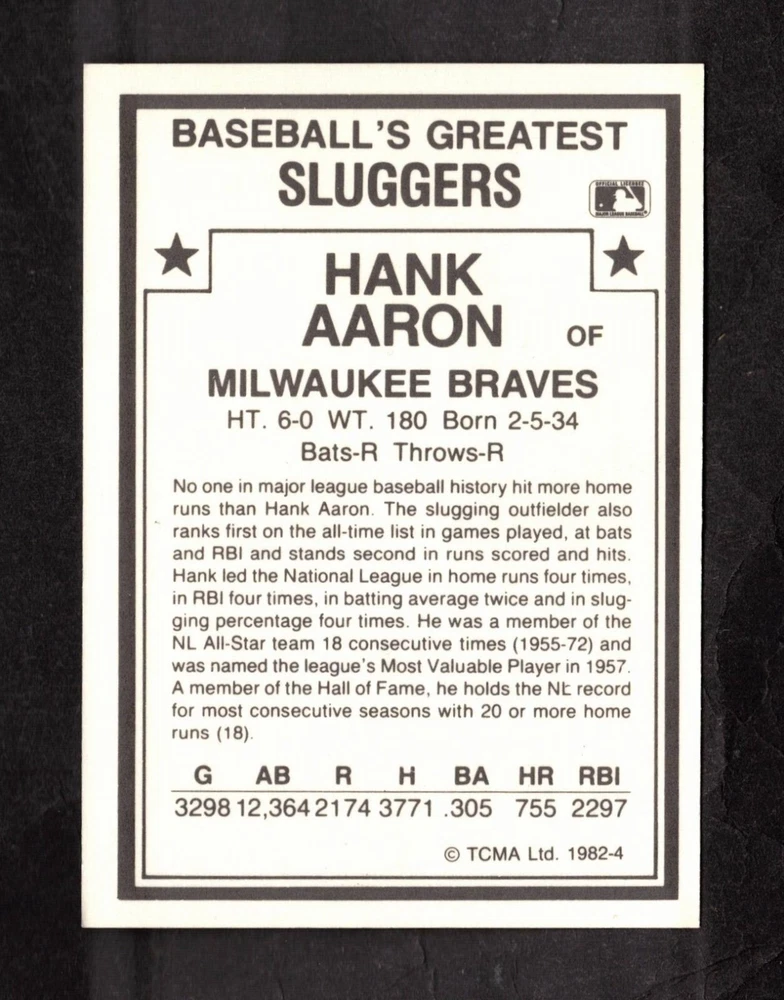 BASEBALL'S GREATEST
SLUGGERS
OFFICIAL LICENSEE
MAJOR LEAGUE BASEBALL
HANK
AARON OF
MILWAUKEE BRAVES
HT. 6-0 WT. 180 Born 2-5-34
Bats-R Throws-R
No one in major league baseball history hit more home
runs than Hank Aaron. The slugging outfielder also
ranks first on the all-time list in games played, at bats
and RBI and stands second in runs scored and hits.
Hank led the National League in home runs four times,
in RBI four times, in batting average twice and in slug-
ging percentage four times. He was a member of the
NL All-Star team 18 consecutive times (1955-72) and
was named the league's Most Valuable Player in 1957.
A member of the Hall of Fame, he holds the NL record
for most consecutive seasons with 20 or more home
runs (18).
G AB R H BA HR RBI
3298 12,364 2174 3771 .305 755 2297
© TCMA Ltd. 1982-4